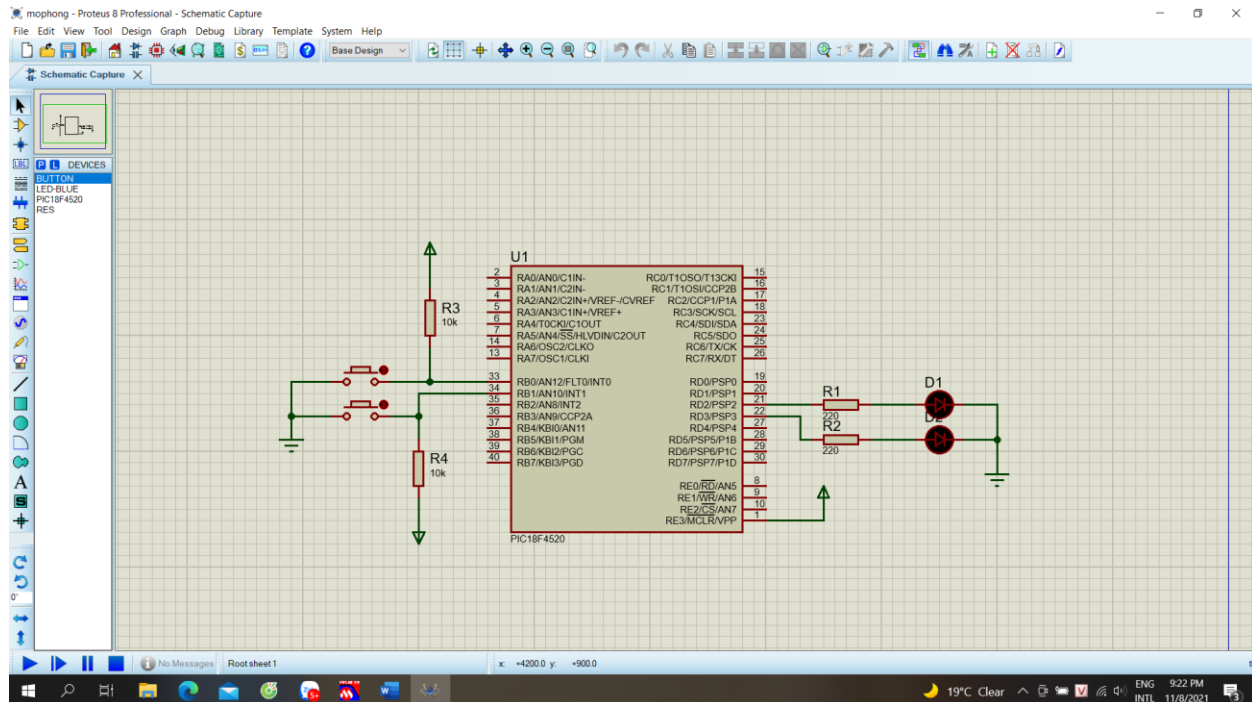 mophong - Proteus 8 Professional - Schematic Capture
File Edit View Tool Design Graph Debug Library Template System Help
Base Design
Schematic Capture
P L DEVICES
BUTTON
LED-BLUE
PIC18F4520
RES
LBL
A
S
0°
U1
2 RA0/AN0/C1IN- RC0/T1OSO/T13CKI 15
3 RA1/AN1/C2IN- RC1/T1OSI/CCP2B 16
4 RA2/AN2/C2IN+/VREF-/CVREF RC2/CCP1/P1A 17
5 RA3/AN3/C1IN+/VREF+ RC3/SCK/SCL 18
6 RA4/T0CKI/C1OUT RC4/SDI/SDA 23
7 RA5/AN4/SS/HLVDIN/C2OUT RC5/SDO 24
14 RA6/OSC2/CLKO RC6/TX/CK 25
13 RA7/OSC1/CLKI RC7/RX/DT 26
33 RB0/AN12/FLT0/INT0 RD0/PSP0 19
34 RB1/AN10/INT1 RD1/PSP1 20
35 RB2/AN8/INT2 RD2/PSP2 21
36 RB3/AN9/CCP2A RD3/PSP3 22
37 RB4/KBI0/AN11 RD4/PSP4 27
38 RB5/KBI1/PGM RD5/PSP5/P1B 28
39 RB6/KBI2/PGC RD6/PSP6/P1C 29
40 RB7/KBI3/PGD RD7/PSP7/P1D 30
RE0/RD/AN5 8
RE1/WR/AN6 9
RE2/CS/AN7 10
RE3/MCLR/VPP 1
PIC18F4520
R3
10k
R4
10k
R1
220
R2
220
D1
D2
No Messages Root sheet 1 x: +4200.0 y: +900.0
19°C Clear ENG 9:22 PM
INTL 11/8/2021